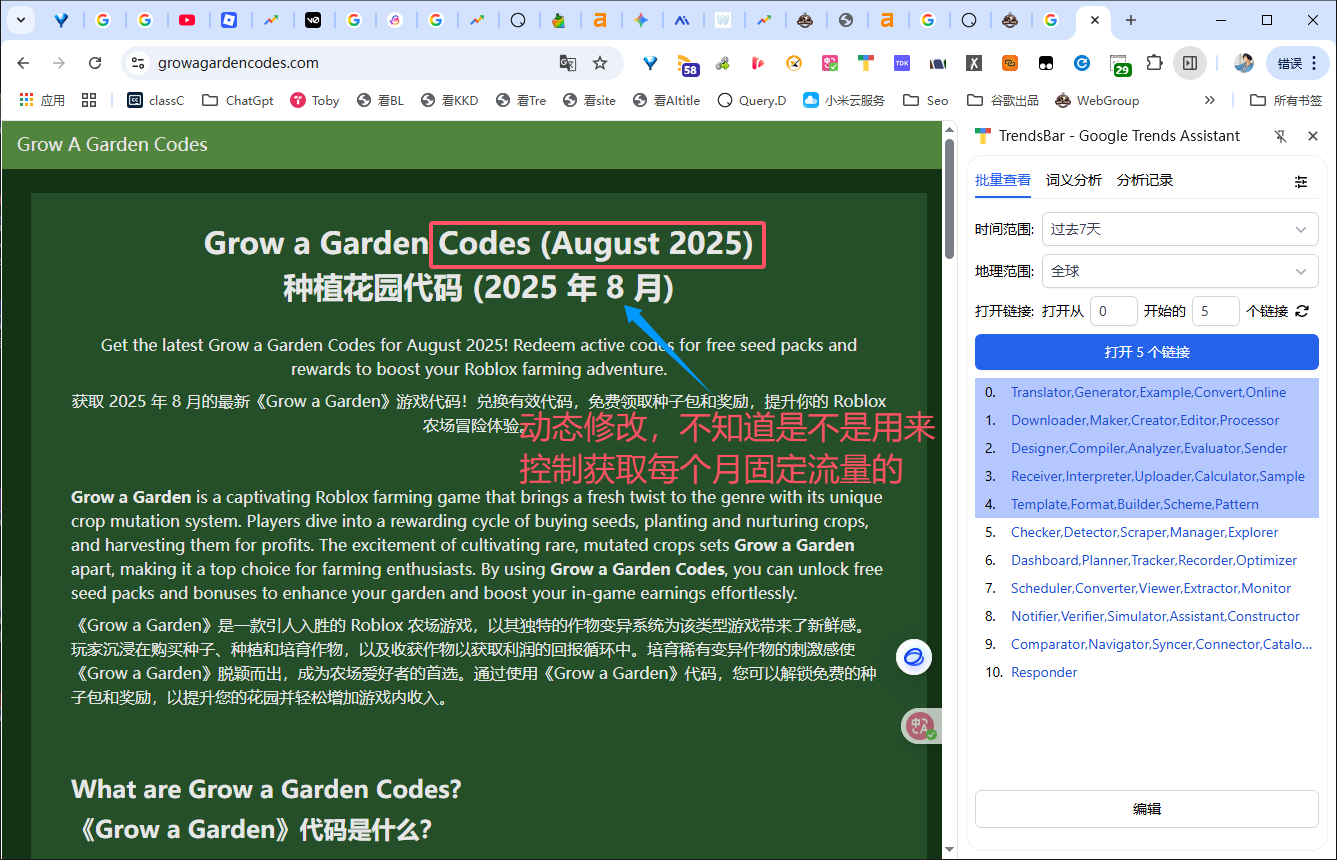 growagardencodes.com
错误
58
TDK
29
应用
classC
ChatGpt
Toby
看BL
看KKD
看Tre
看site
看AItitle
Query.D
小米云服务
Seo
谷歌出品
WebGroup
所有书签
Grow A Garden Codes
Grow a Garden Codes (August 2025)
种植花园代码 (2025 年 8 月)
Get the latest Grow a Garden Codes for August 2025! Redeem active codes for free seed packs and
rewards to boost your Roblox farming adventure.
获取 2025 年 8 月的最新《Grow a Garden》游戏代码！兑换有效代码，免费领取种子包和奖励，提升你的 Roblox
农场冒险体验。
动态修改，不知道是不是用来
控制获取每个月固定流量的
Grow a Garden is a captivating Roblox farming game that brings a fresh twist to the genre with its unique
crop mutation system. Players dive into a rewarding cycle of buying seeds, planting and nurturing crops,
and harvesting them for profits. The excitement of cultivating rare, mutated crops sets Grow a Garden
apart, making it a top choice for farming enthusiasts. By using Grow a Garden Codes, you can unlock free
seed packs and bonuses to enhance your garden and boost your in-game earnings effortlessly.
《Grow a Garden》是一款引人入胜的 Roblox 农场游戏，以其独特的作物变异系统为该类型游戏带来了新鲜感。
玩家沉浸在购买种子、种植和培育作物，以及收获作物以获取利润的回报循环中。培育稀有变异作物的刺激感使
《Grow a Garden》脱颖而出，成为农场爱好者的首选。通过使用《Grow a Garden》代码，您可以解锁免费的种
子包和奖励，以提升您的花园并轻松增加游戏内收入。
What are Grow a Garden Codes?
《Grow a Garden》代码是什么？
TrendsBar - Google Trends Assistant
批量查看 词义分析 分析记录
时间范围: 过去7天
地理范围: 全球
打开链接: 打开从 0 开始的 5 个链接
打开 5 个链接
0. Translator,Generator,Example,Convert,Online
1. Downloader,Maker,Creator,Editor,Processor
2. Designer,Compiler,Analyzer,Evaluator,Sender
3. Receiver,Interpreter,Uploader,Calculator,Sample
4. Template,Format,Builder,Scheme,Pattern
5. Checker,Detector,Scraper,Manager,Explorer
6. Dashboard,Planner,Tracker,Recorder,Optimizer
7. Scheduler,Converter,Viewer,Extractor,Monitor
8. Notifier,Verifier,Simulator,Assistant,Constructor
9. Comparator,Navigator,Syncer,Connector,Catalo...
10. Responder
编辑